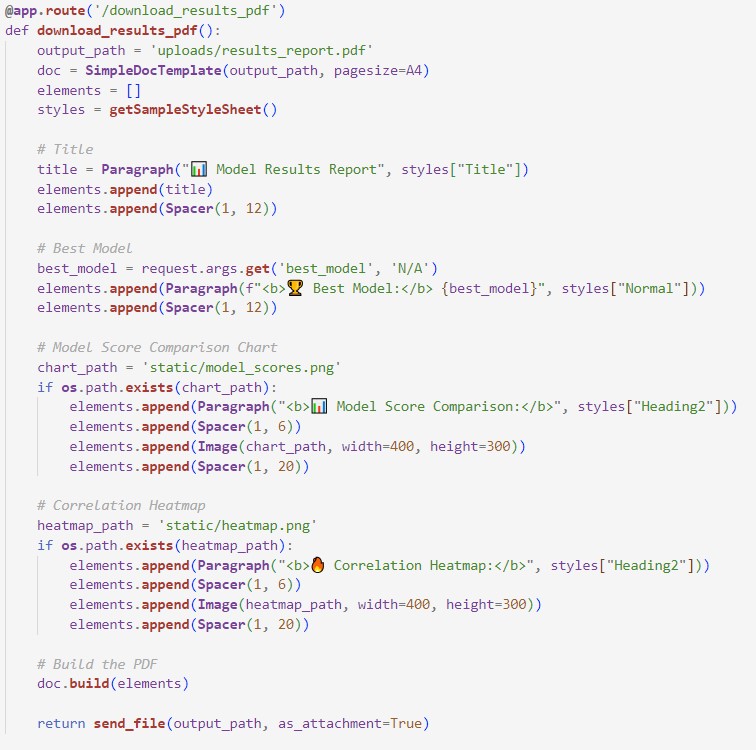 @app.route('/download_results_pdf')
def download_results_pdf():
    output_path = 'uploads/results_report.pdf'
    doc = SimpleDocTemplate(output_path, pagesize=A4)
    elements = []
    styles = getSampleStyleSheet()

    # Title
    title = Paragraph("📊 Model Results Report", styles["Title"])
    elements.append(title)
    elements.append(Spacer(1, 12))

    # Best Model
    best_model = request.args.get('best_model', 'N/A')
    elements.append(Paragraph(f"<b>🏆 Best Model:</b> {best_model}", styles["Normal"]))
    elements.append(Spacer(1, 12))

    # Model Score Comparison Chart
    chart_path = 'static/model_scores.png'
    if os.path.exists(chart_path):
        elements.append(Paragraph("<b>📊 Model Score Comparison:</b>", styles["Heading2"]))
        elements.append(Spacer(1, 6))
        elements.append(Image(chart_path, width=400, height=300))
        elements.append(Spacer(1, 20))

    # Correlation Heatmap
    heatmap_path = 'static/heatmap.png'
    if os.path.exists(heatmap_path):
        elements.append(Paragraph("<b>🔥 Correlation Heatmap:</b>", styles["Heading2"]))
        elements.append(Spacer(1, 6))
        elements.append(Image(heatmap_path, width=400, height=300))
        elements.append(Spacer(1, 20))

    # Build the PDF
    doc.build(elements)

    return send_file(output_path, as_attachment=True)